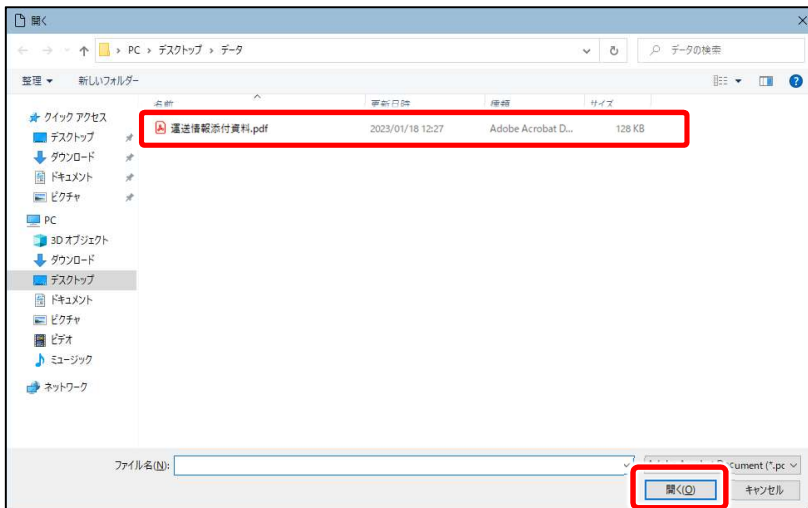 開く
PC › デスクトップ › データ
データの検索
整理 新しいフォルダー
名前 更新日時 種類 サイズ
運送情報添付資料.pdf 2023/01/18 12:27 Adobe Acrobat D... 128 KB
クイック アクセス
デスクトップ
ダウンロード
ドキュメント
ピクチャ
PC
3D オブジェクト
ダウンロード
デスクトップ
ドキュメント
ピクチャ
ビデオ
ミュージック
ネットワーク
ファイル名(N):
cument (*.pc
開く(O) キャンセル